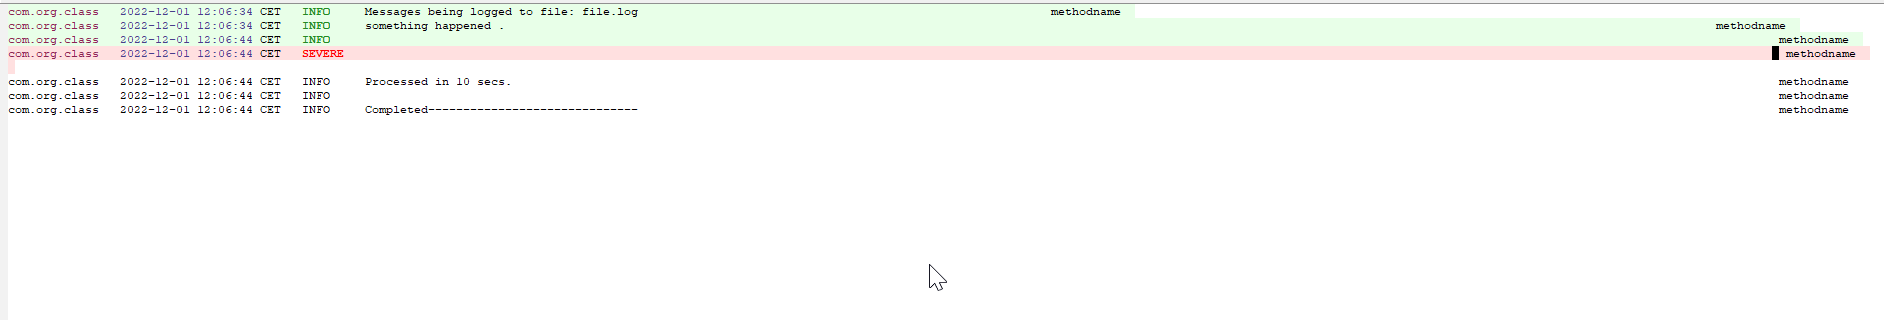 com.org.class 2022-12-01 12:06:34 CET INFO Messages being logged to file: file.log methodname
com.org.class 2022-12-01 12:06:34 CET INFO something happened . methodname
com.org.class 2022-12-01 12:06:44 CET INFO methodname
com.org.class 2022-12-01 12:06:44 CET SEVERE methodname
com.org.class 2022-12-01 12:06:44 CET INFO Processed in 10 secs. methodname
com.org.class 2022-12-01 12:06:44 CET INFO methodname
com.org.class 2022-12-01 12:06:44 CET INFO Completed------------------------------ methodname